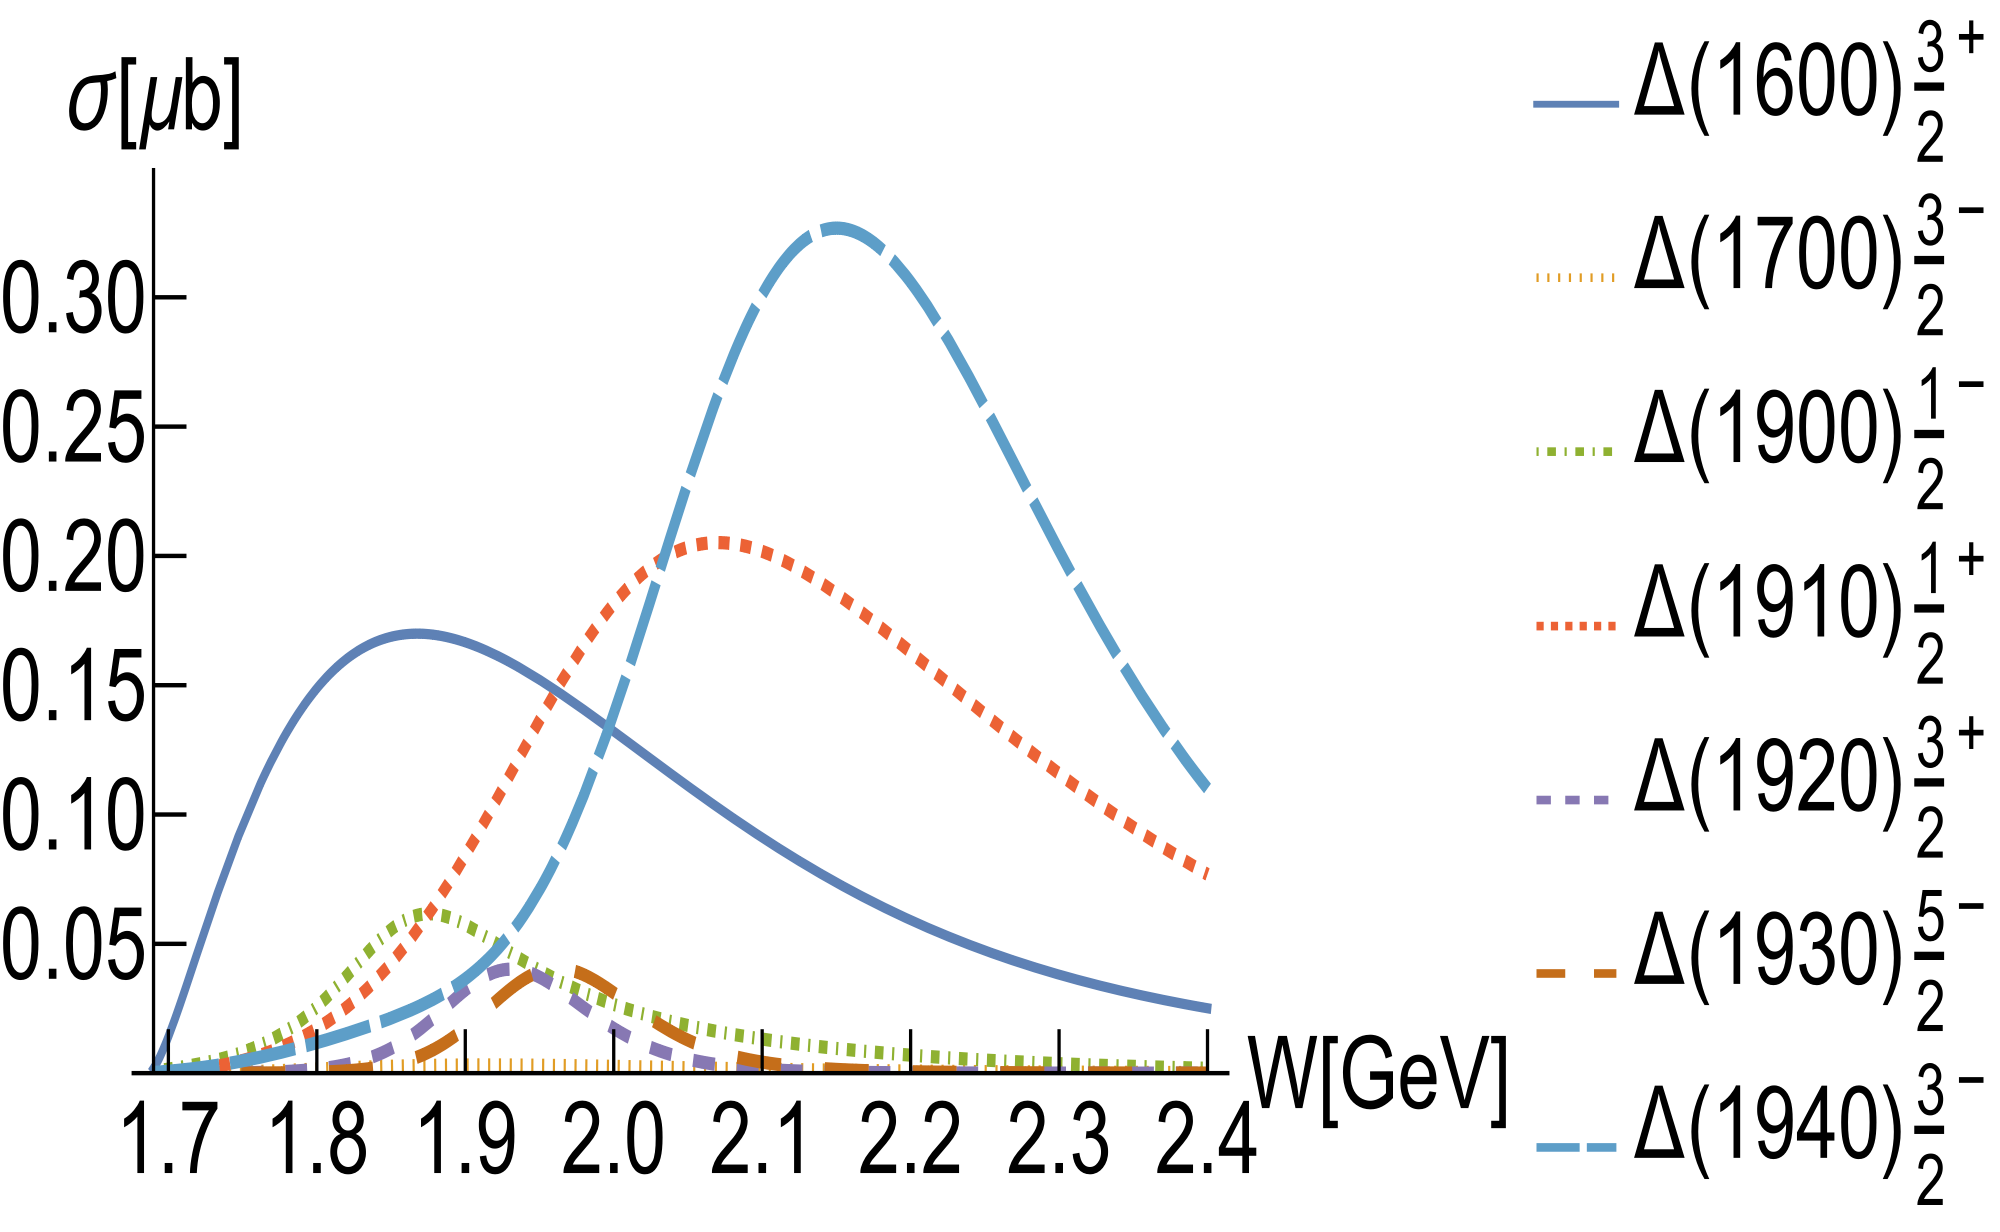 σ[μb]
0.30
0.25
0.20
0.15
0.10
0.05
1.7 1.8 1.9 2.0 2.1 2.2 2.3 2.4
W[GeV]
Δ(1600)3/2+
Δ(1700)3/2−
Δ(1900)1/2−
Δ(1910)1/2+
Δ(1920)3/2+
Δ(1930)5/2−
Δ(1940)3/2−